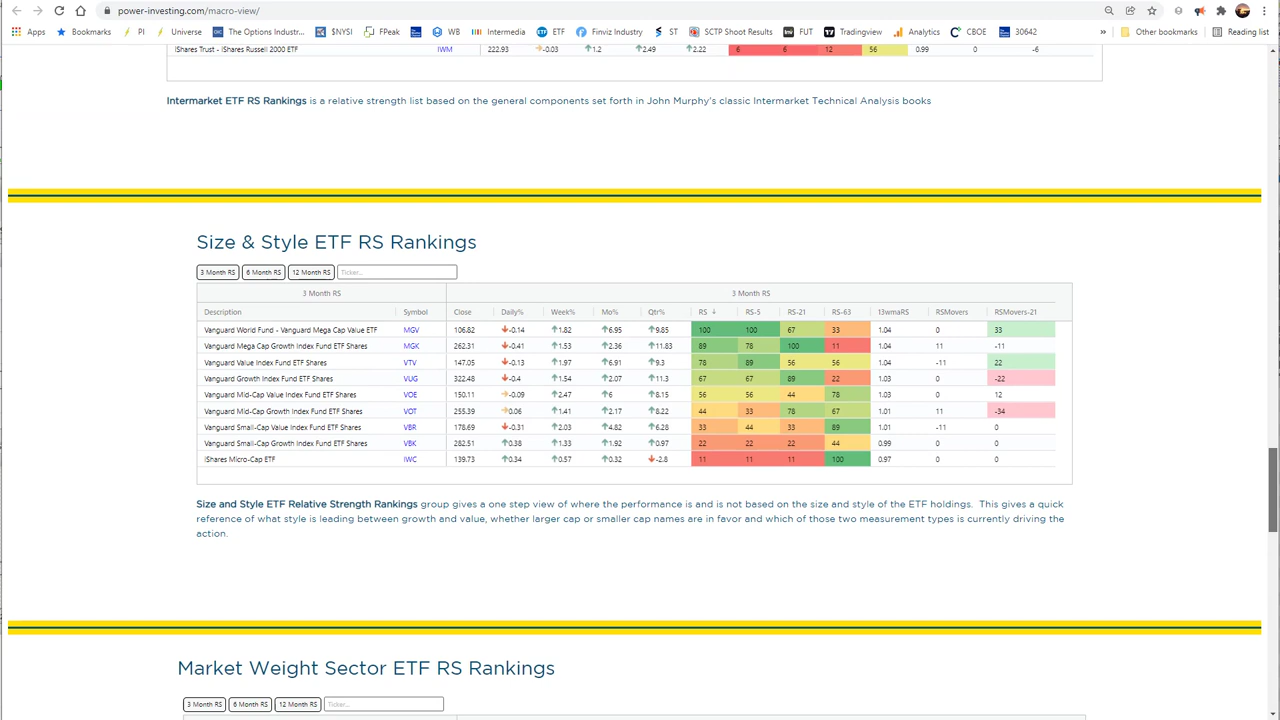 power-investing.com/macro-view/
Apps Bookmarks PI Universe The Options Industr... $NYSI FPeak WB Intermedia ETF Finviz Industry ST SCTP Shoot Results FUT Tradingview Analytics CBOE 30642 » Other bookmarks Reading list
iShares Trust - iShares Russell 2000 ETF IWM 222.93 -0.03 1.2 2.49 2.22 6 6 12 56 0.99 0 -6
Intermarket ETF RS Rankings is a relative strength list based on the general components set forth in John Murphy's classic Intermarket Technical Analysis books
Size & Style ETF RS Rankings
3 Month RS 6 Month RS 12 Month RS Ticker...
3 Month RS 3 Month RS
Description Symbol Close Daily% Week% Mo% Qtr% RS RS-5 RS-21 RS-63 13wmaRS RSMovers RSMovers-21
Vanguard World Fund - Vanguard Mega Cap Value ETF MGV 106.82 -0.14 1.82 6.95 9.85 100 100 67 33 1.04 0 33
Vanguard Mega Cap Growth Index Fund ETF Shares MGK 262.31 -0.41 1.53 2.36 11.83 89 78 100 11 1.04 11 -11
Vanguard Value Index Fund ETF Shares VTV 147.05 -0.13 1.97 6.91 9.3 78 89 56 56 1.04 -11 22
Vanguard Growth Index Fund ETF Shares VUG 322.48 -0.4 1.54 2.07 11.3 67 67 89 22 1.03 0 -22
Vanguard Mid-Cap Value Index Fund ETF Shares VOE 150.11 -0.09 2.47 6 8.15 56 56 44 78 1.03 0 12
Vanguard Mid-Cap Growth Index Fund ETF Shares VOT 255.39 0.06 1.41 2.17 8.22 44 33 78 67 1.01 11 -34
Vanguard Small-Cap Value Index Fund ETF Shares VBR 178.69 -0.31 2.03 4.82 6.28 33 44 33 89 1.01 -11 0
Vanguard Small-Cap Growth Index Fund ETF Shares VBK 282.51 0.38 1.33 1.92 0.97 22 22 22 44 0.99 0 0
iShares Micro-Cap ETF IWC 139.73 0.34 0.57 0.32 -2.8 11 11 11 100 0.97 0 0
Size and Style ETF Relative Strength Rankings group gives a one step view of where the performance is and is not based on the size and style of the ETF holdings. This gives a quick
reference of what style is leading between growth and value, whether larger cap or smaller cap names are in favor and which of those two measurement types is currently driving the
action.
Market Weight Sector ETF RS Rankings
3 Month RS 6 Month RS 12 Month RS Ticker...